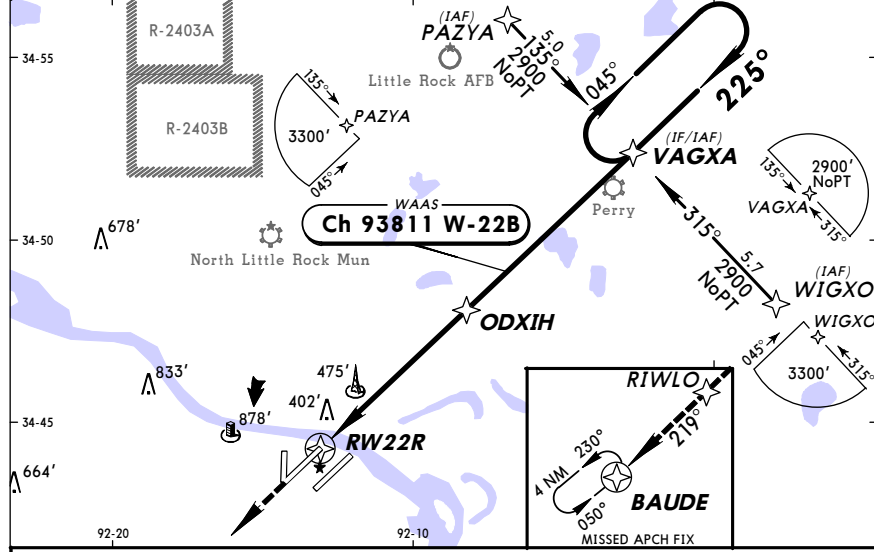 R-2403A
34-55
(IAF)
PAZYA
5.0
135°
2900
NoPT
045°
225°
Little Rock AFB
135°
PAZYA
3300'
045°
R-2403B
(IF/IAF)
VAGXA
2900'
NoPT
135°
VAGXA
315°
Perry
WAAS
Ch 93811 W-22B
678'
34-50
North Little Rock Mun
315°
5.7
2900
NoPT
(IAF)
WIGXO
WIGXO
045°
315°
3300'
ODXIH
833'
475'
402'
878'
34-45
RW22R
664'
RIWLO
219°
230°
4 NM
050°
BAUDE
MISSED APCH FIX
92-20
92-10